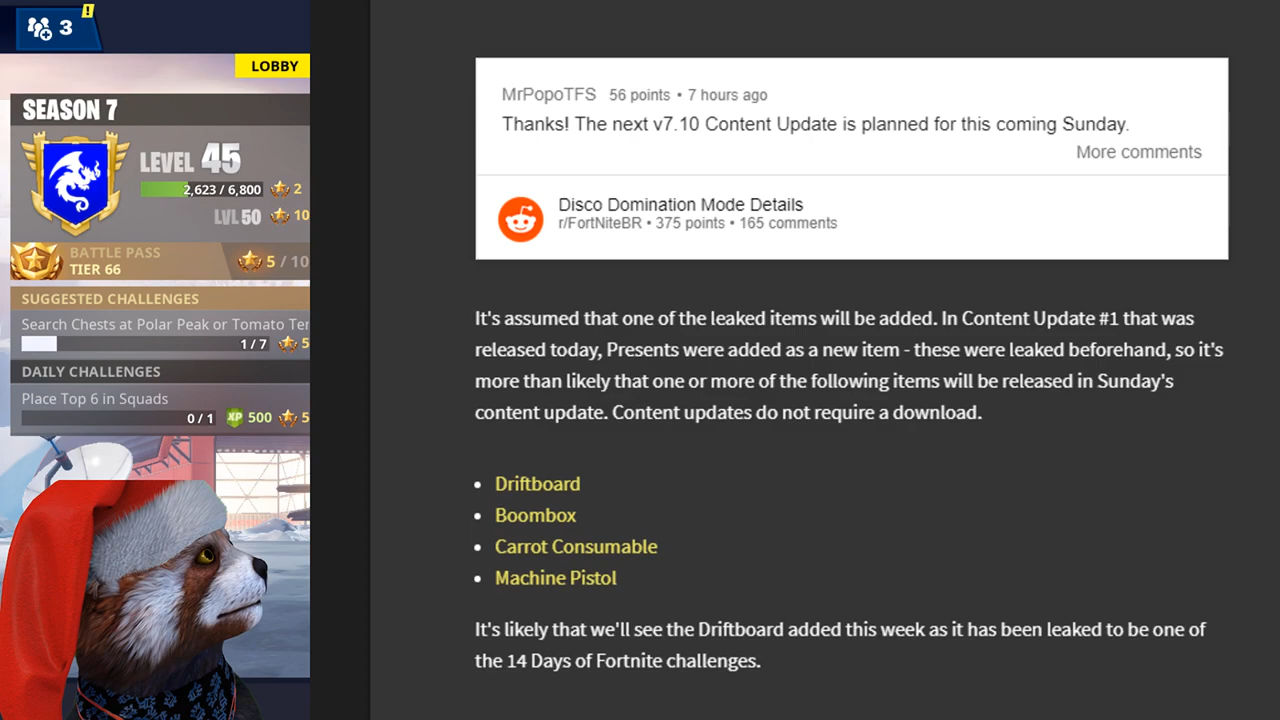 3
!
LOBBY
SEASON 7
LEVEL 45
2,623 / 6,800 2
LVL 50 10
BATTLE PASS
TIER 66
5 / 10
SUGGESTED CHALLENGES
Search Chests at Polar Peak or Tomato Ter
1 / 7 5
DAILY CHALLENGES
Place Top 6 in Squads
0 / 1 XP 500 5
MrPopoTFS 56 points • 7 hours ago
Thanks! The next v7.10 Content Update is planned for this coming Sunday.
More comments
Disco Domination Mode Details
r/FortNiteBR • 375 points • 165 comments
It's assumed that one of the leaked items will be added. In Content Update #1 that was
released today, Presents were added as a new item - these were leaked beforehand, so it's
more than likely that one or more of the following items will be released in Sunday's
content update. Content updates do not require a download.
• Driftboard
• Boombox
• Carrot Consumable
• Machine Pistol
It's likely that we'll see the Driftboard added this week as it has been leaked to be one of
the 14 Days of Fortnite challenges.